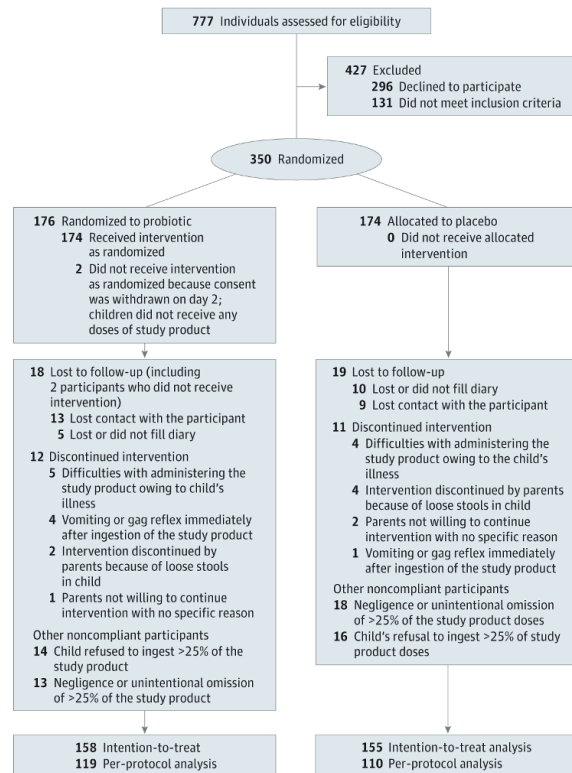 777 Individuals assessed for eligibility
427 Excluded
296 Declined to participate
131 Did not meet inclusion criteria
350 Randomized
176 Randomized to probiotic
174 Received intervention
as randomized
2 Did not receive intervention
as randomized because consent
was withdrawn on day 2;
children did not receive any
doses of study product
174 Allocated to placebo
0 Did not receive allocated
intervention
18 Lost to follow-up (including
2 participants who did not receive
intervention)
13 Lost contact with the participant
5 Lost or did not fill diary
12 Discontinued intervention
5 Difficulties with administering the
study product owing to child's
illness
4 Vomiting or gag reflex immediately
after ingestion of the study product
2 Intervention discontinued by
parents because of loose stools
in child
1 Parents not willing to continue
intervention with no specific reason
Other noncompliant participants
14 Child refused to ingest >25% of the
study product
13 Negligence or unintentional omission
of >25% of the study product
19 Lost to follow-up
10 Lost or did not fill diary
9 Lost contact with the participant
11 Discontinued intervention
4 Difficulties with administering the
study product owing to the child's
illness
4 Intervention discontinued by parents
because of loose stools in child
2 Parents not willing to continue
intervention with no specific reason
1 Vomiting or gag reflex immediately
after ingestion of the study product
Other noncompliant participants
18 Negligence or unintentional omission
of >25% of the study product doses
16 Child's refusal to ingest >25% of study
product doses
158 Intention-to-treat
119 Per-protocol analysis
155 Intention-to-treat analysis
110 Per-protocol analysis